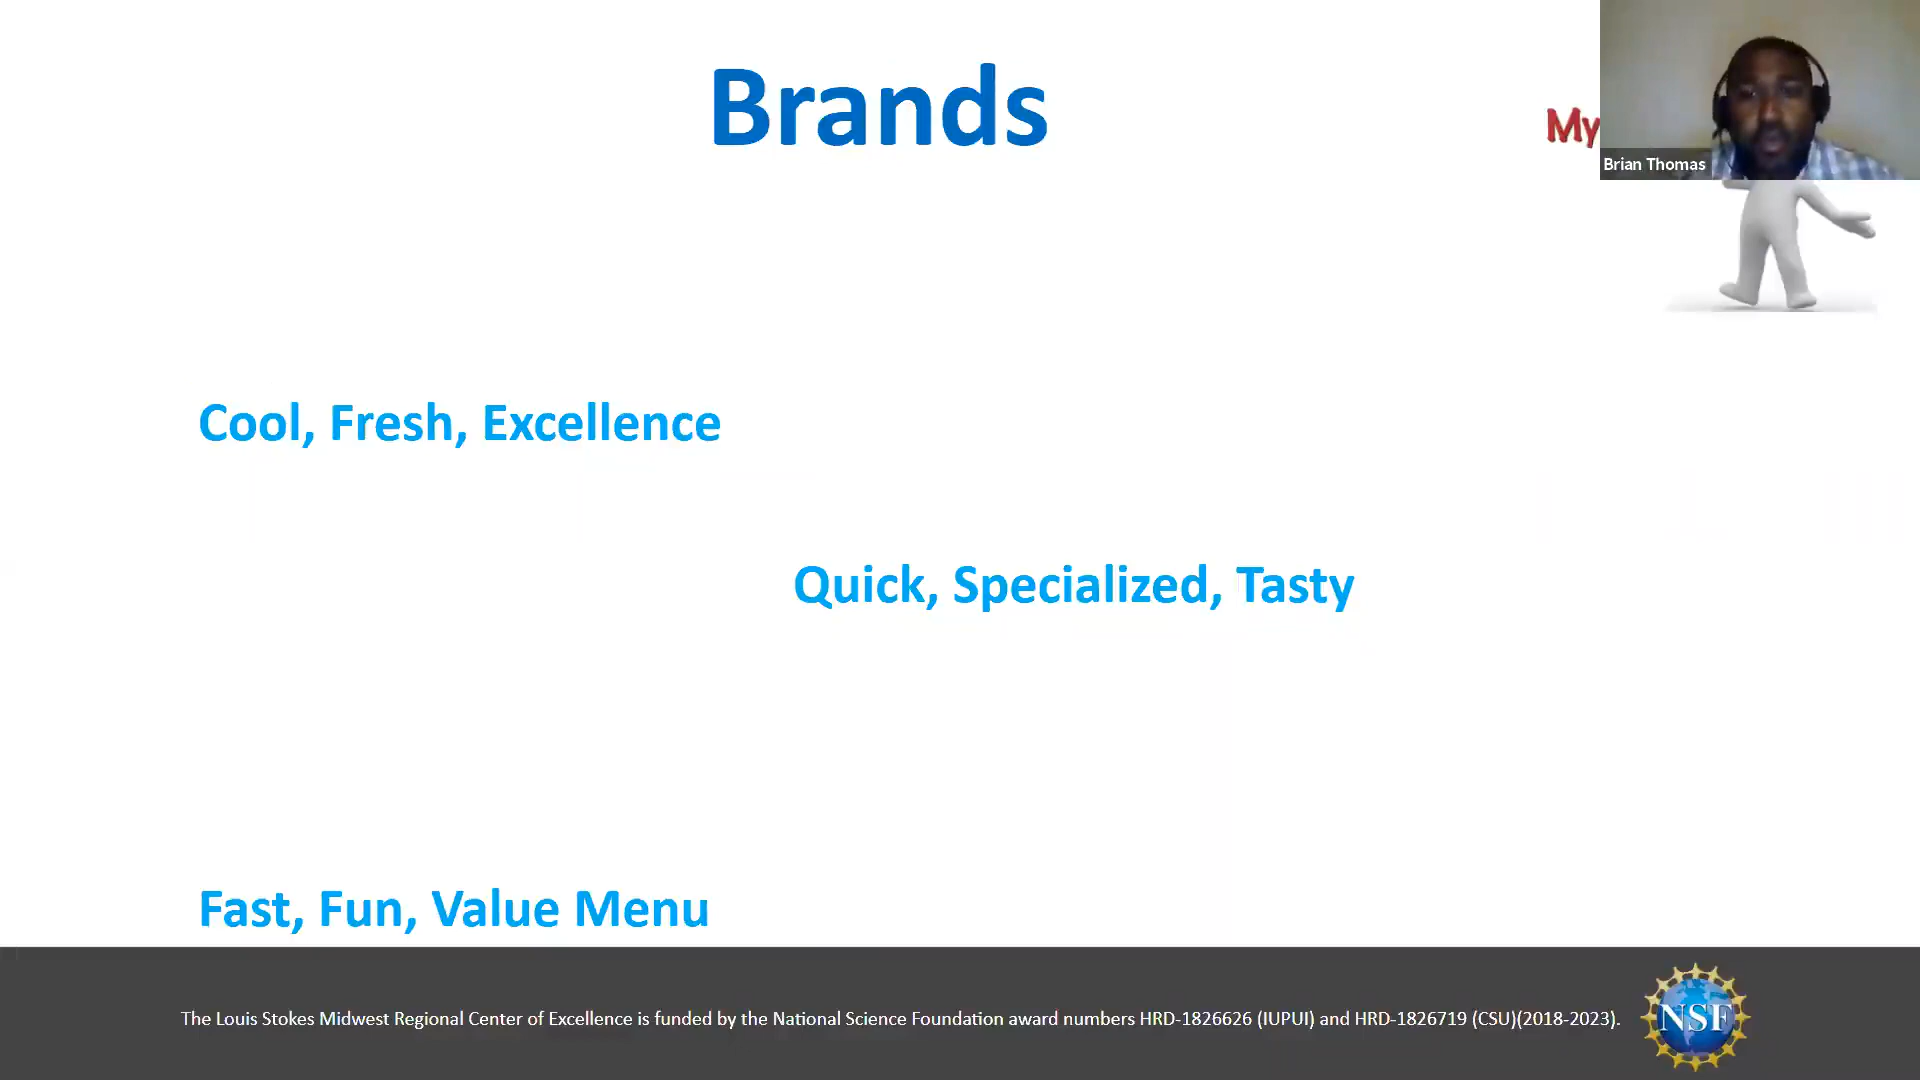 Brands
My
Brian Thomas
Cool, Fresh, Excellence
Quick, Specialized, Tasty
Fast, Fun, Value Menu
The Louis Stokes Midwest Regional Center of Excellence is funded by the National Science Foundation award numbers HRD-1826626 (IUPUI) and HRD-1826719 (CSU)(2018-2023).
NSF